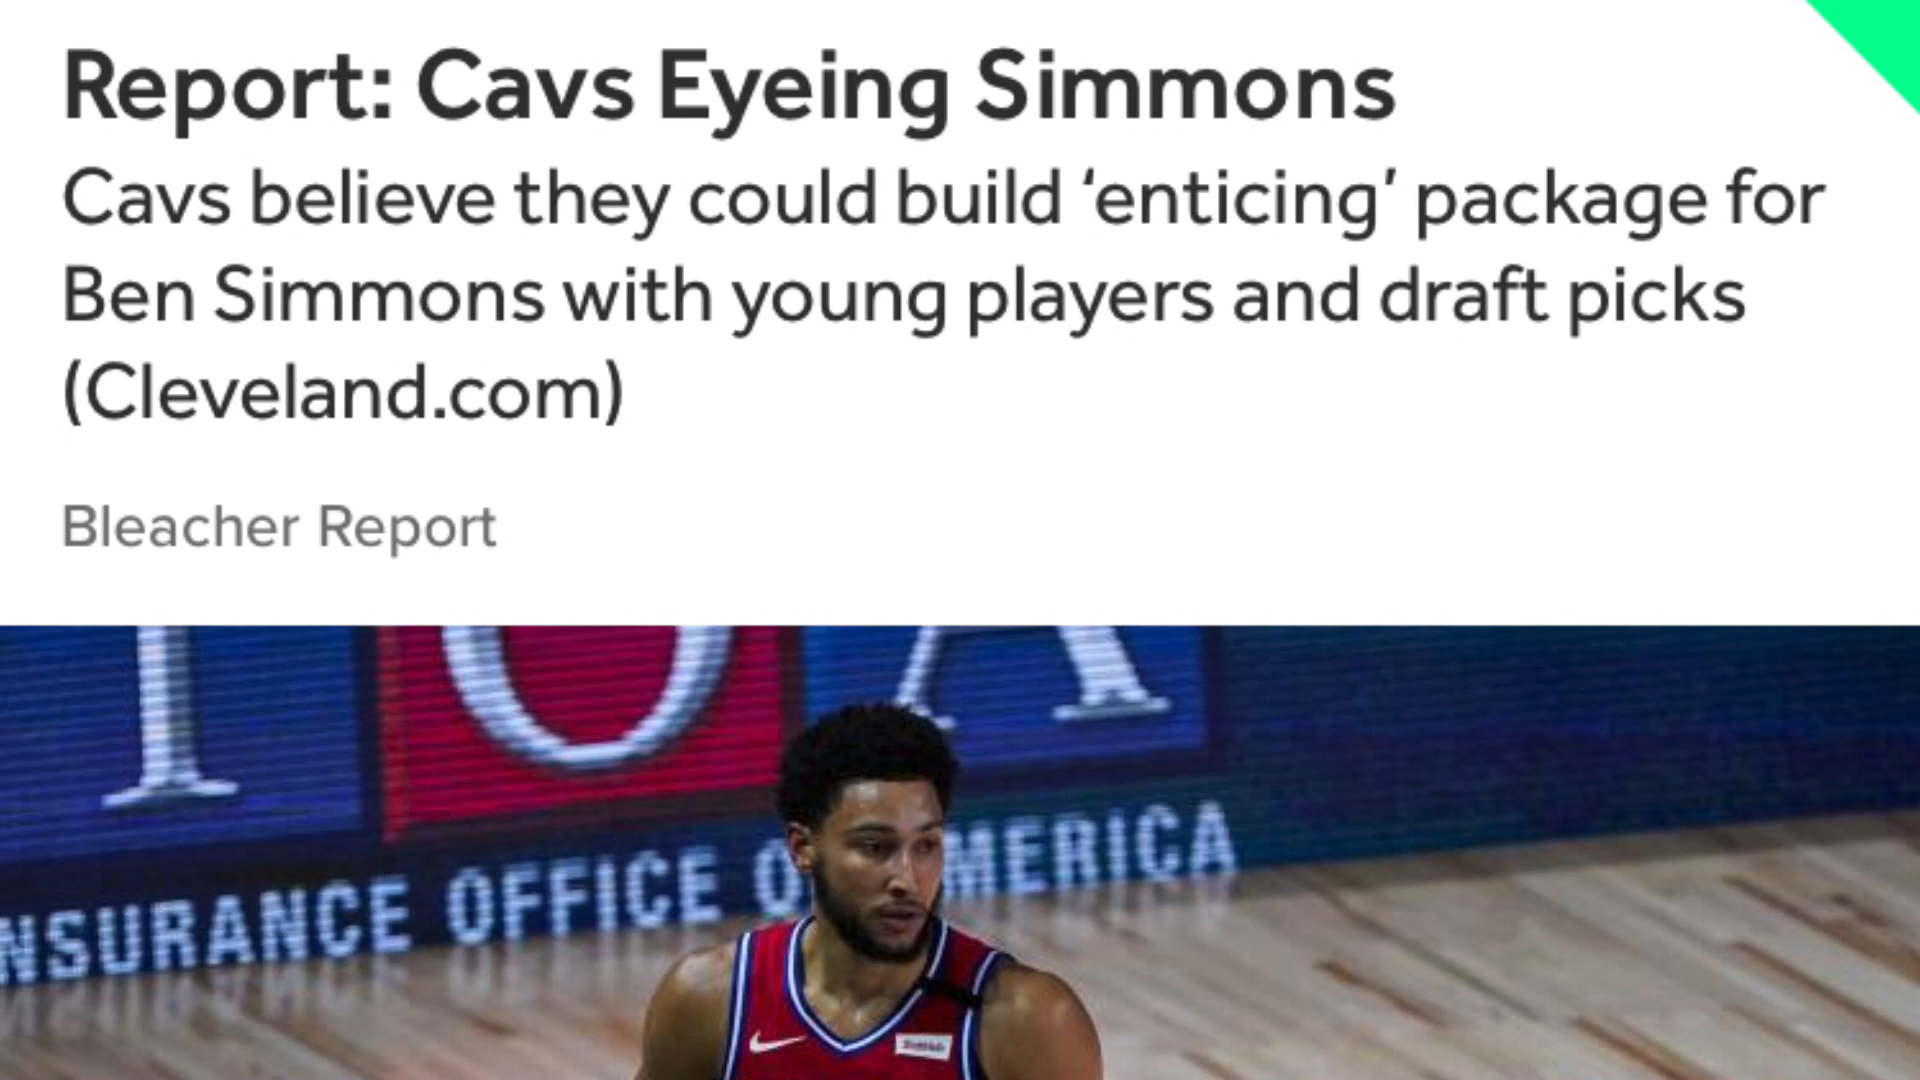 Report: Cavs Eyeing Simmons
Cavs believe they could build ‘enticing’ package for
Ben Simmons with young players and draft picks
(Cleveland.com)
Bleacher Report
NSURANCE OFFICE O MERICA